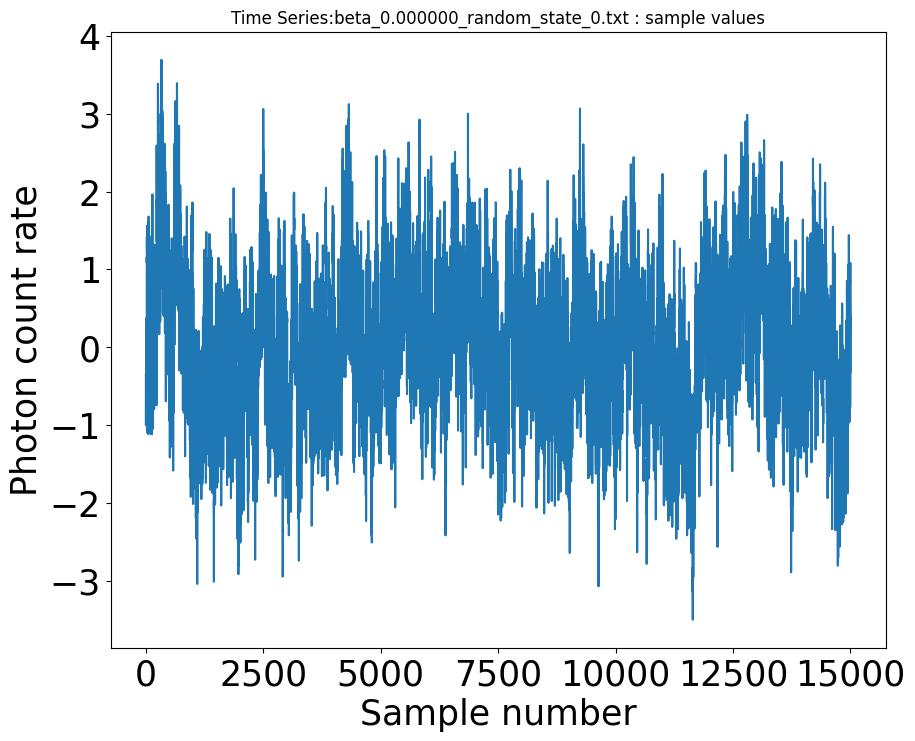 Time Series:beta_0.000000_random_state_0.txt : sample values
Photon count rate
4
3
2
1
0
−1
−2
−3
0 2500 5000 7500 10000 12500 15000
Sample number